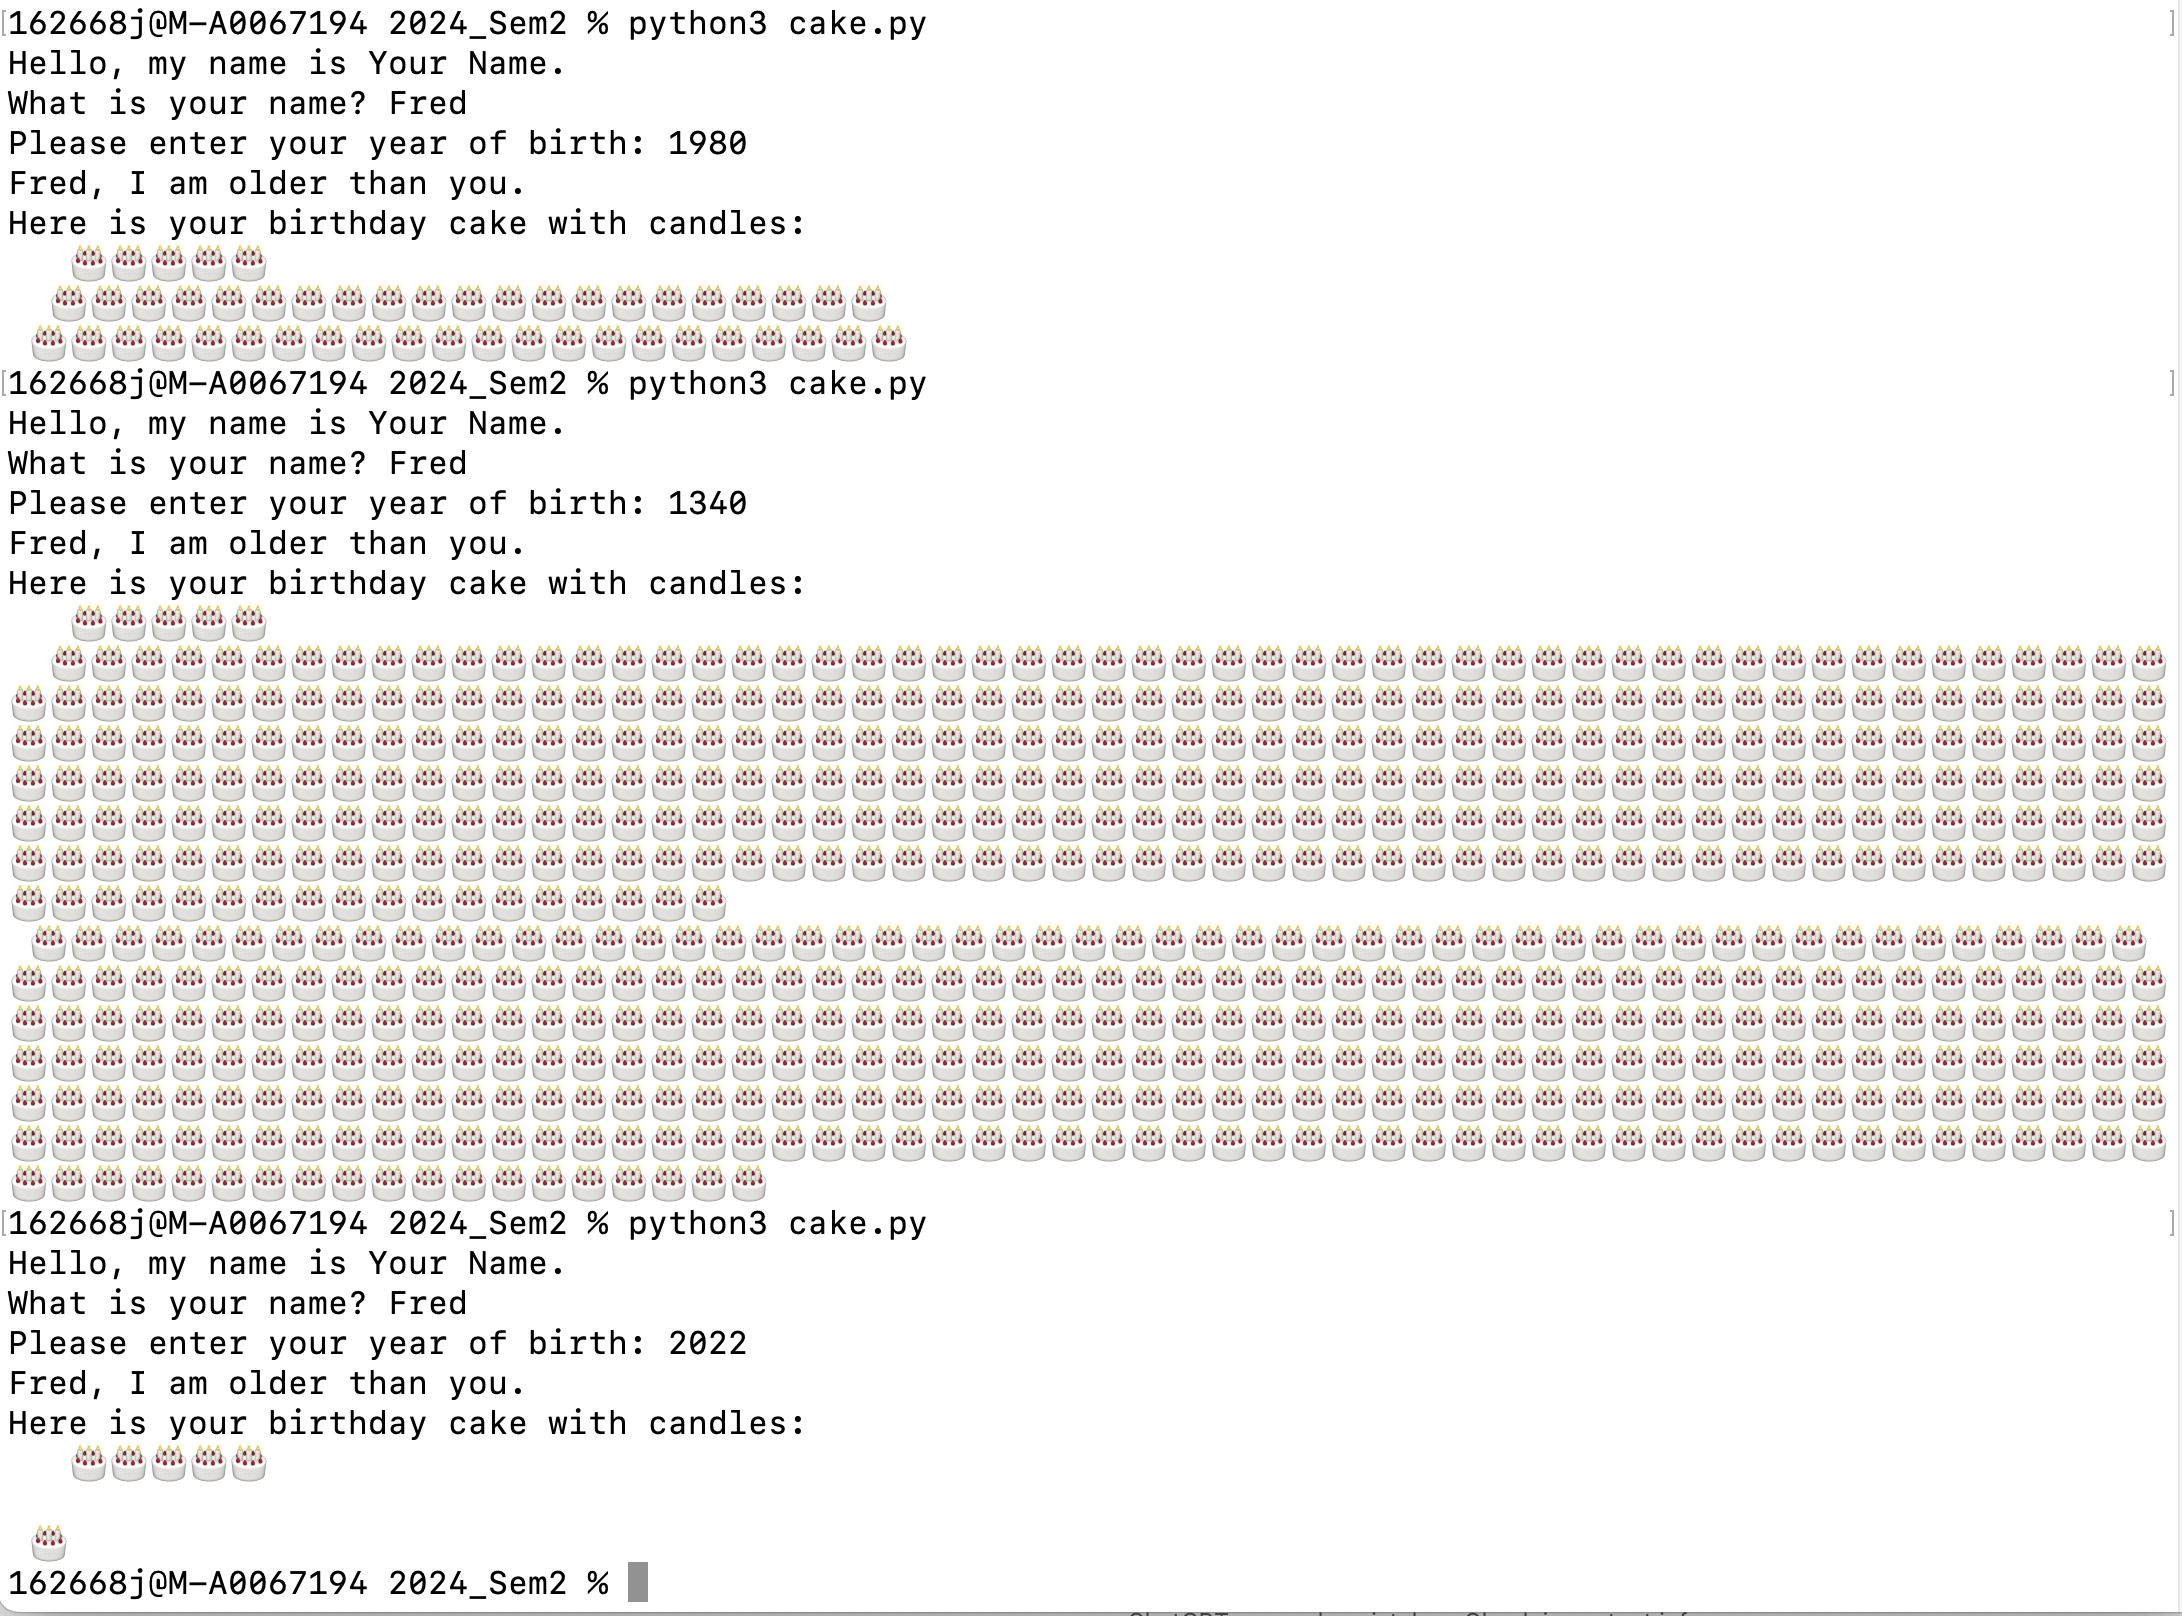 162668j@M-A0067194 2024_Sem2 % python3 cake.py
Hello, my name is Your Name.
What is your name? Fred
Please enter your year of birth: 1980
Fred, I am older than you.
Here is your birthday cake with candles:
162668j@M-A0067194 2024_Sem2 % python3 cake.py
Hello, my name is Your Name.
What is your name? Fred
Please enter your year of birth: 1340
Fred, I am older than you.
Here is your birthday cake with candles:
162668j@M-A0067194 2024_Sem2 % python3 cake.py
Hello, my name is Your Name.
What is your name? Fred
Please enter your year of birth: 2022
Fred, I am older than you.
Here is your birthday cake with candles:
162668j@M-A0067194 2024_Sem2 %